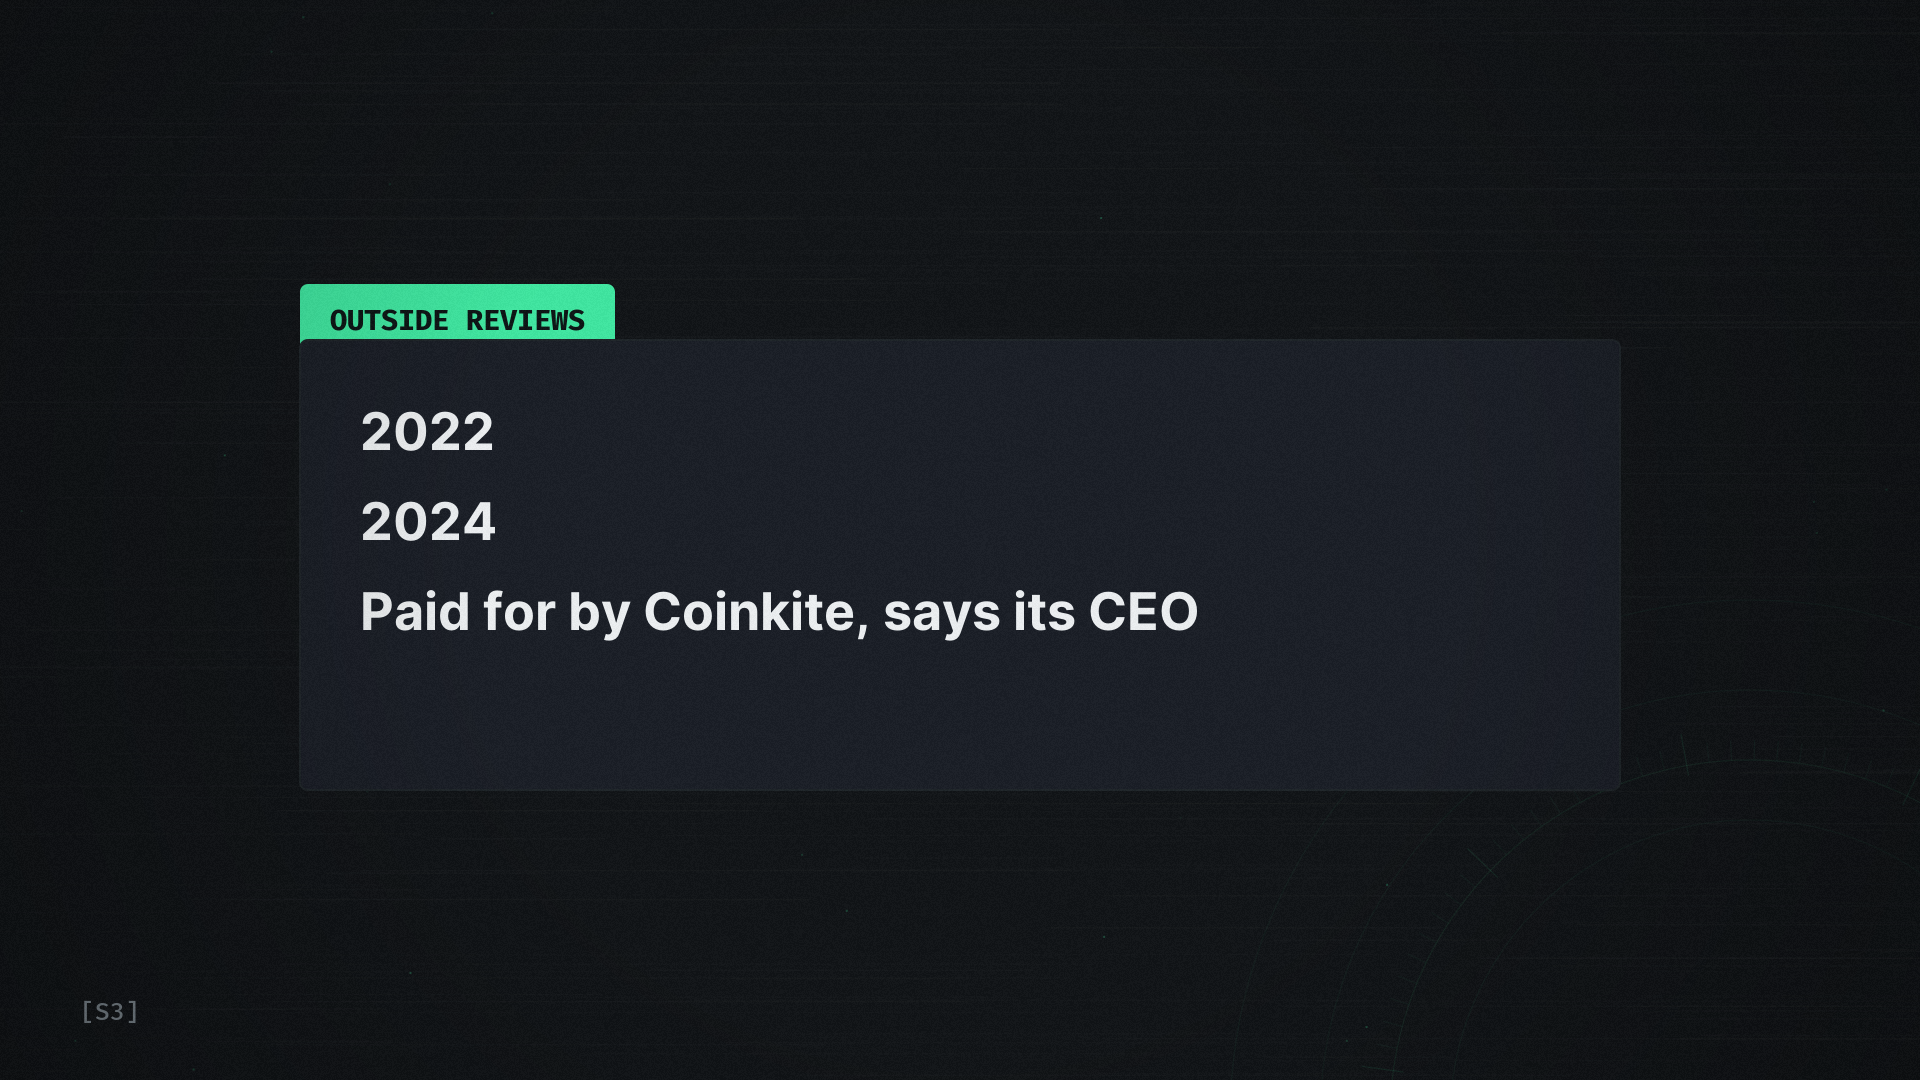 OUTSIDE REVIEWS
2022
2024
Paid for by Coinkite, says its CEO
[S3]